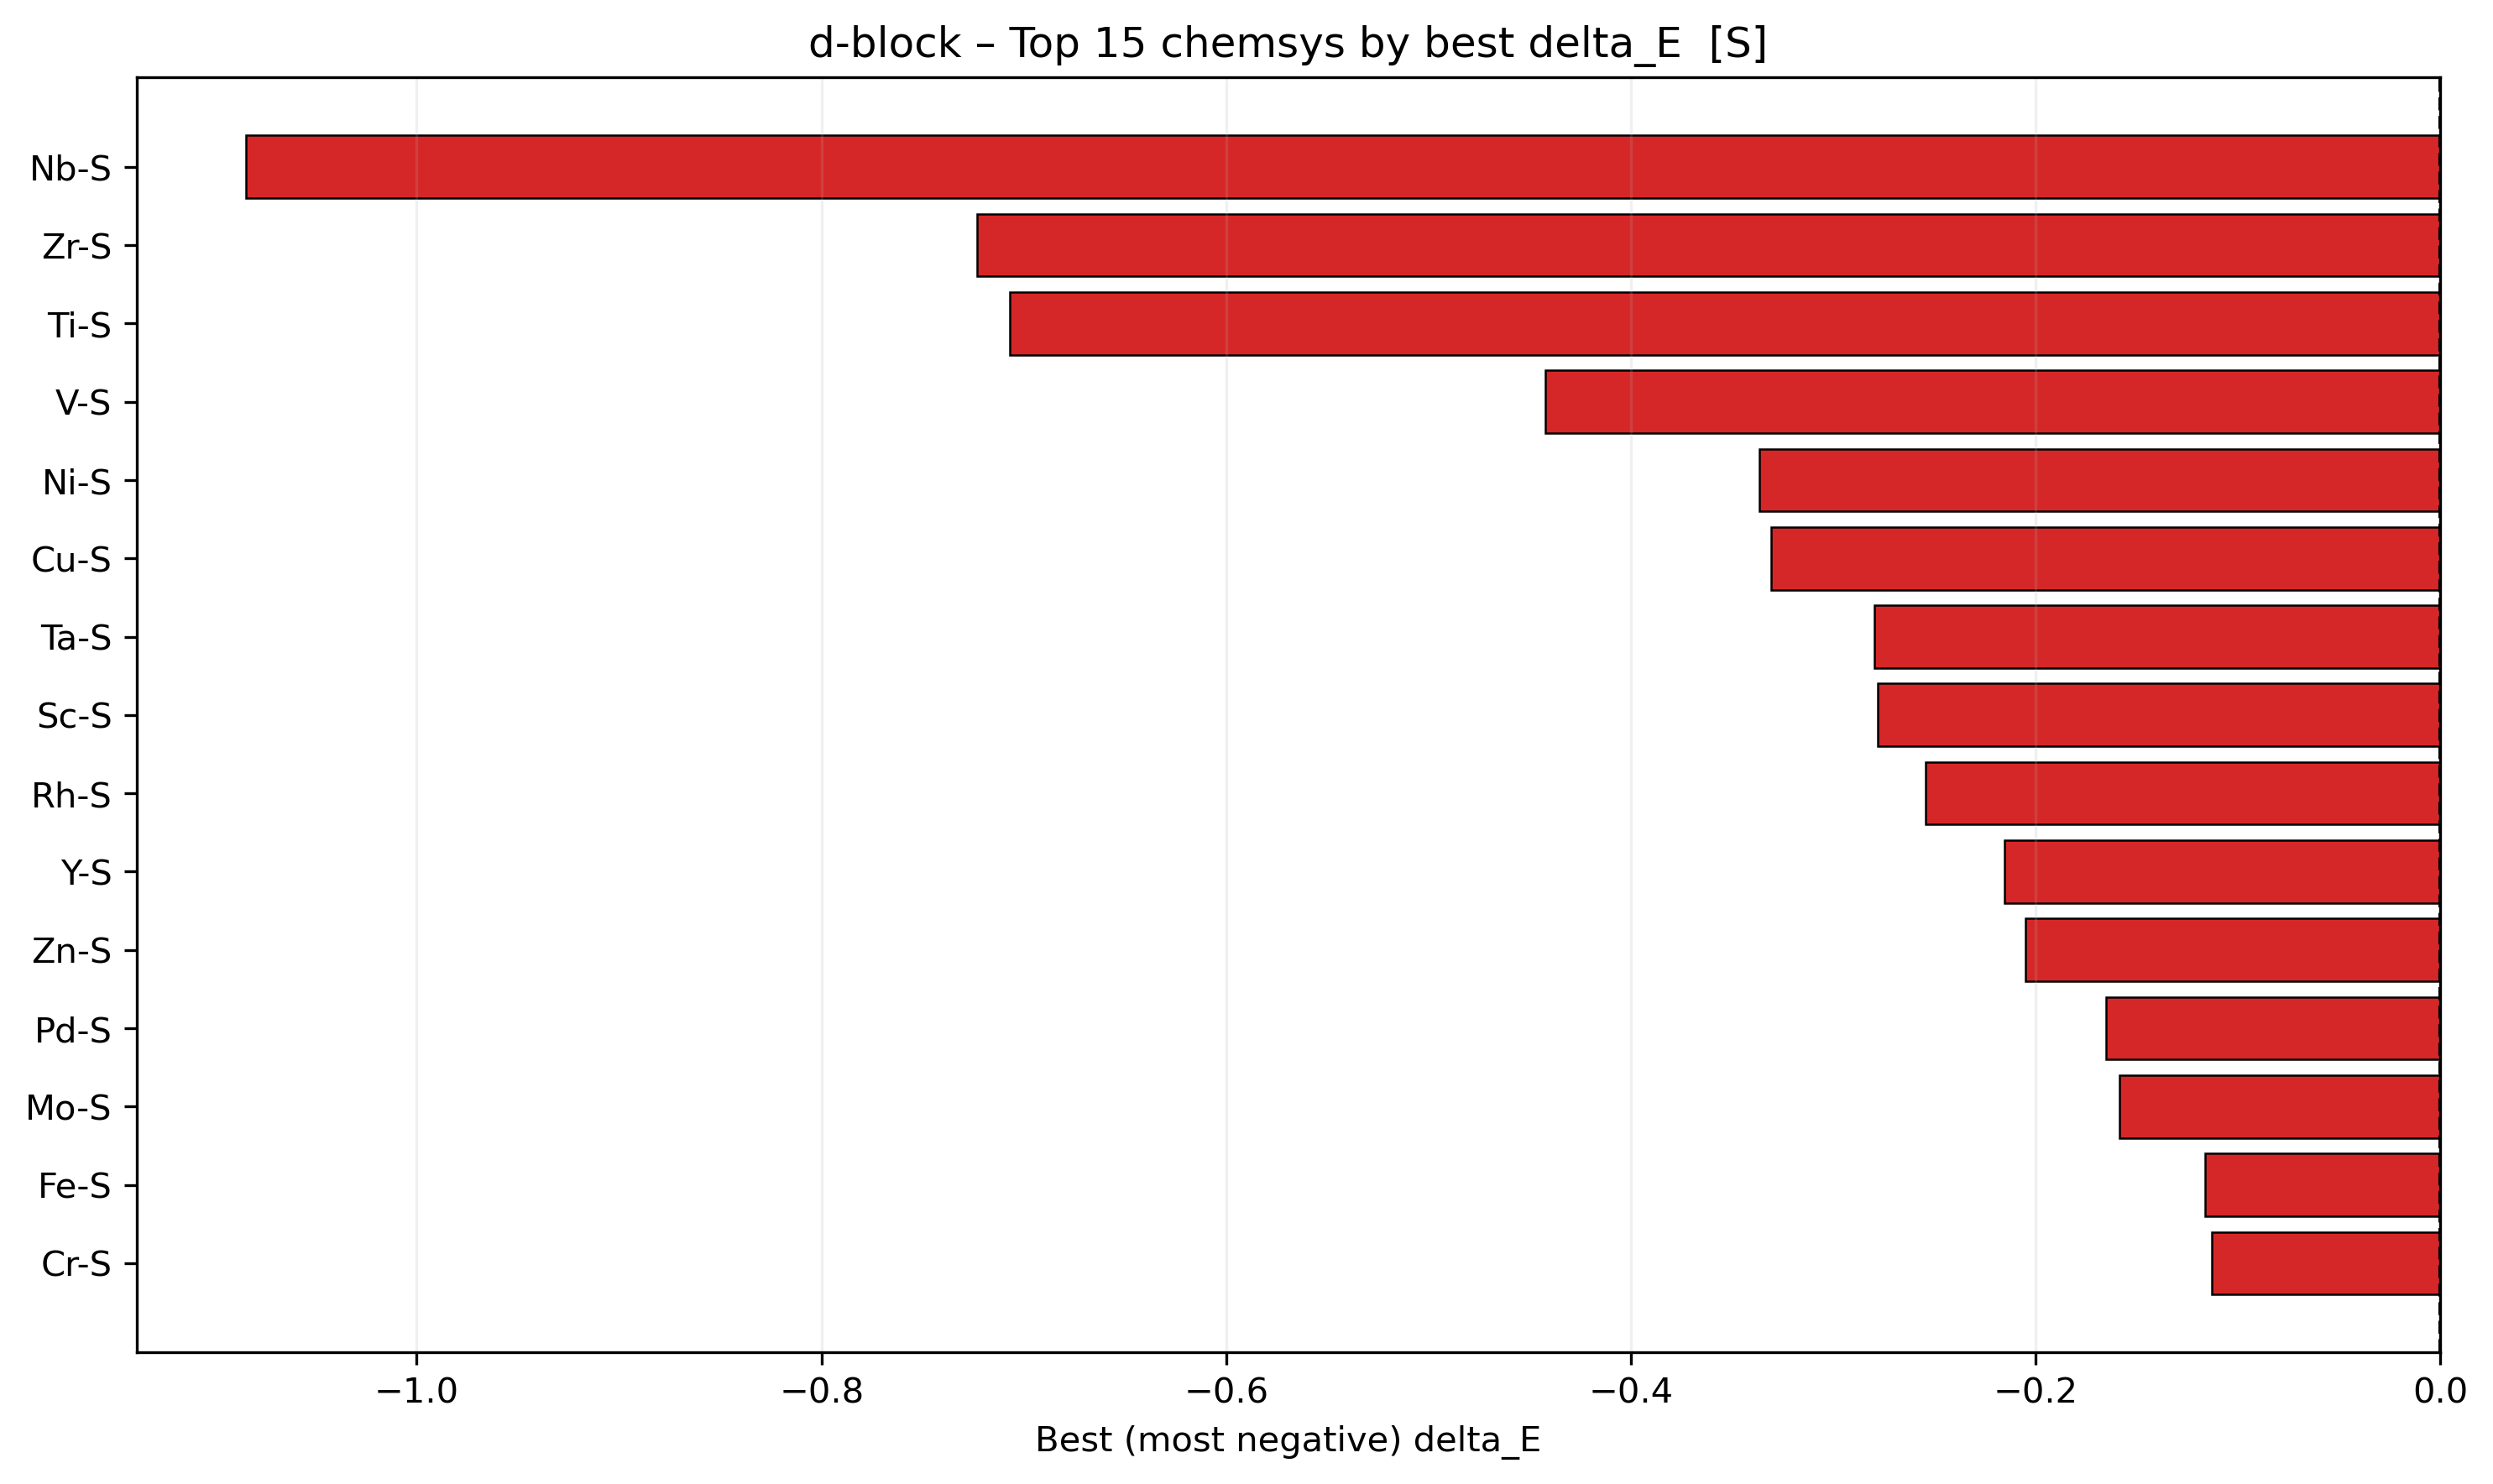 d-block – Top 15 chemsys by best delta_E  [S]
Nb-S
Zr-S
Ti-S
V-S
Ni-S
Cu-S
Ta-S
Sc-S
Rh-S
Y-S
Zn-S
Pd-S
Mo-S
Fe-S
Cr-S
−1.0 −0.8 −0.6 −0.4 −0.2 0.0
Best (most negative) delta_E